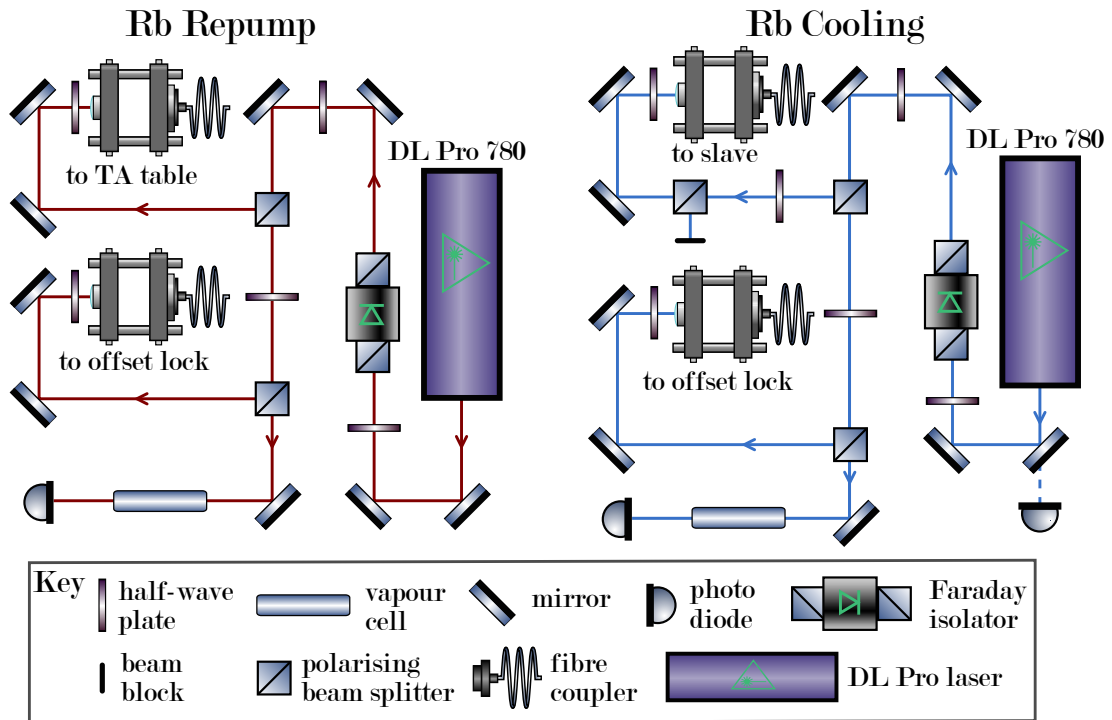 Rb Repump
Rb Cooling
DL Pro 780
DL Pro 780
to TA table
to slave
to offset lock
to offset lock
Key
half-wave
plate
vapour
cell
mirror
photo
diode
Faraday
isolator
beam
block
polarising
beam splitter
fibre
coupler
DL Pro laser